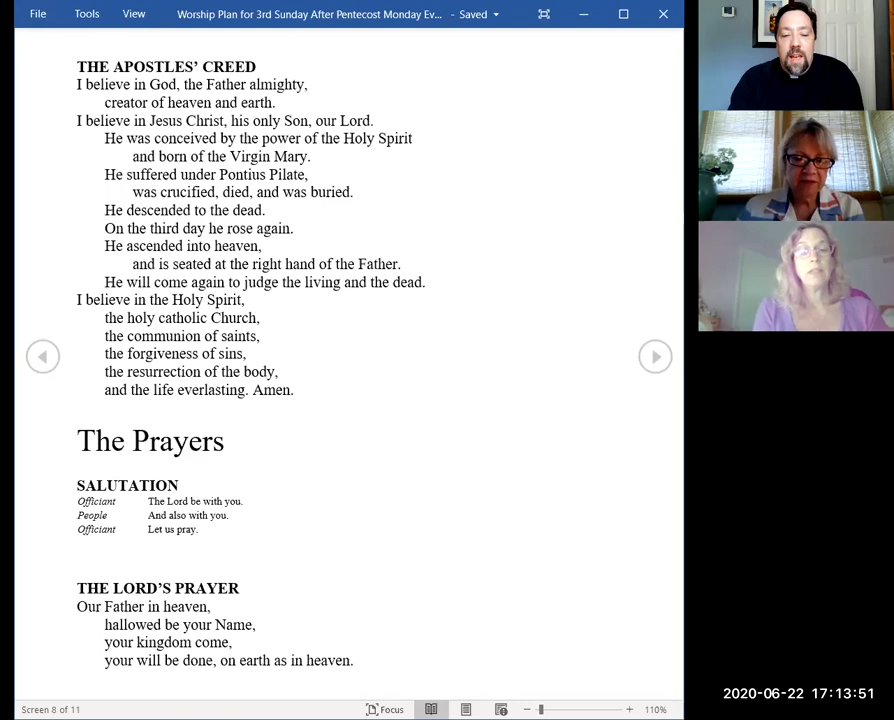 File Tools View Worship Plan for 3rd Sunday After Pentecost Monday Ev... - Saved
THE APOSTLES' CREED
I believe in God, the Father almighty,
creator of heaven and earth.
I believe in Jesus Christ, his only Son, our Lord.
He was conceived by the power of the Holy Spirit
and born of the Virgin Mary.
He suffered under Pontius Pilate,
was crucified, died, and was buried.
He descended to the dead.
On the third day he rose again.
He ascended into heaven,
and is seated at the right hand of the Father.
He will come again to judge the living and the dead.
I believe in the Holy Spirit,
the holy catholic Church,
the communion of saints,
the forgiveness of sins,
the resurrection of the body,
and the life everlasting. Amen.
The Prayers
SALUTATION
Officiant The Lord be with you.
People And also with you.
Officiant Let us pray.
THE LORD'S PRAYER
Our Father in heaven,
hallowed be your Name,
your kingdom come,
your will be done, on earth as in heaven.
Screen 8 of 11 Focus 110%
2020-06-22 17:13:51